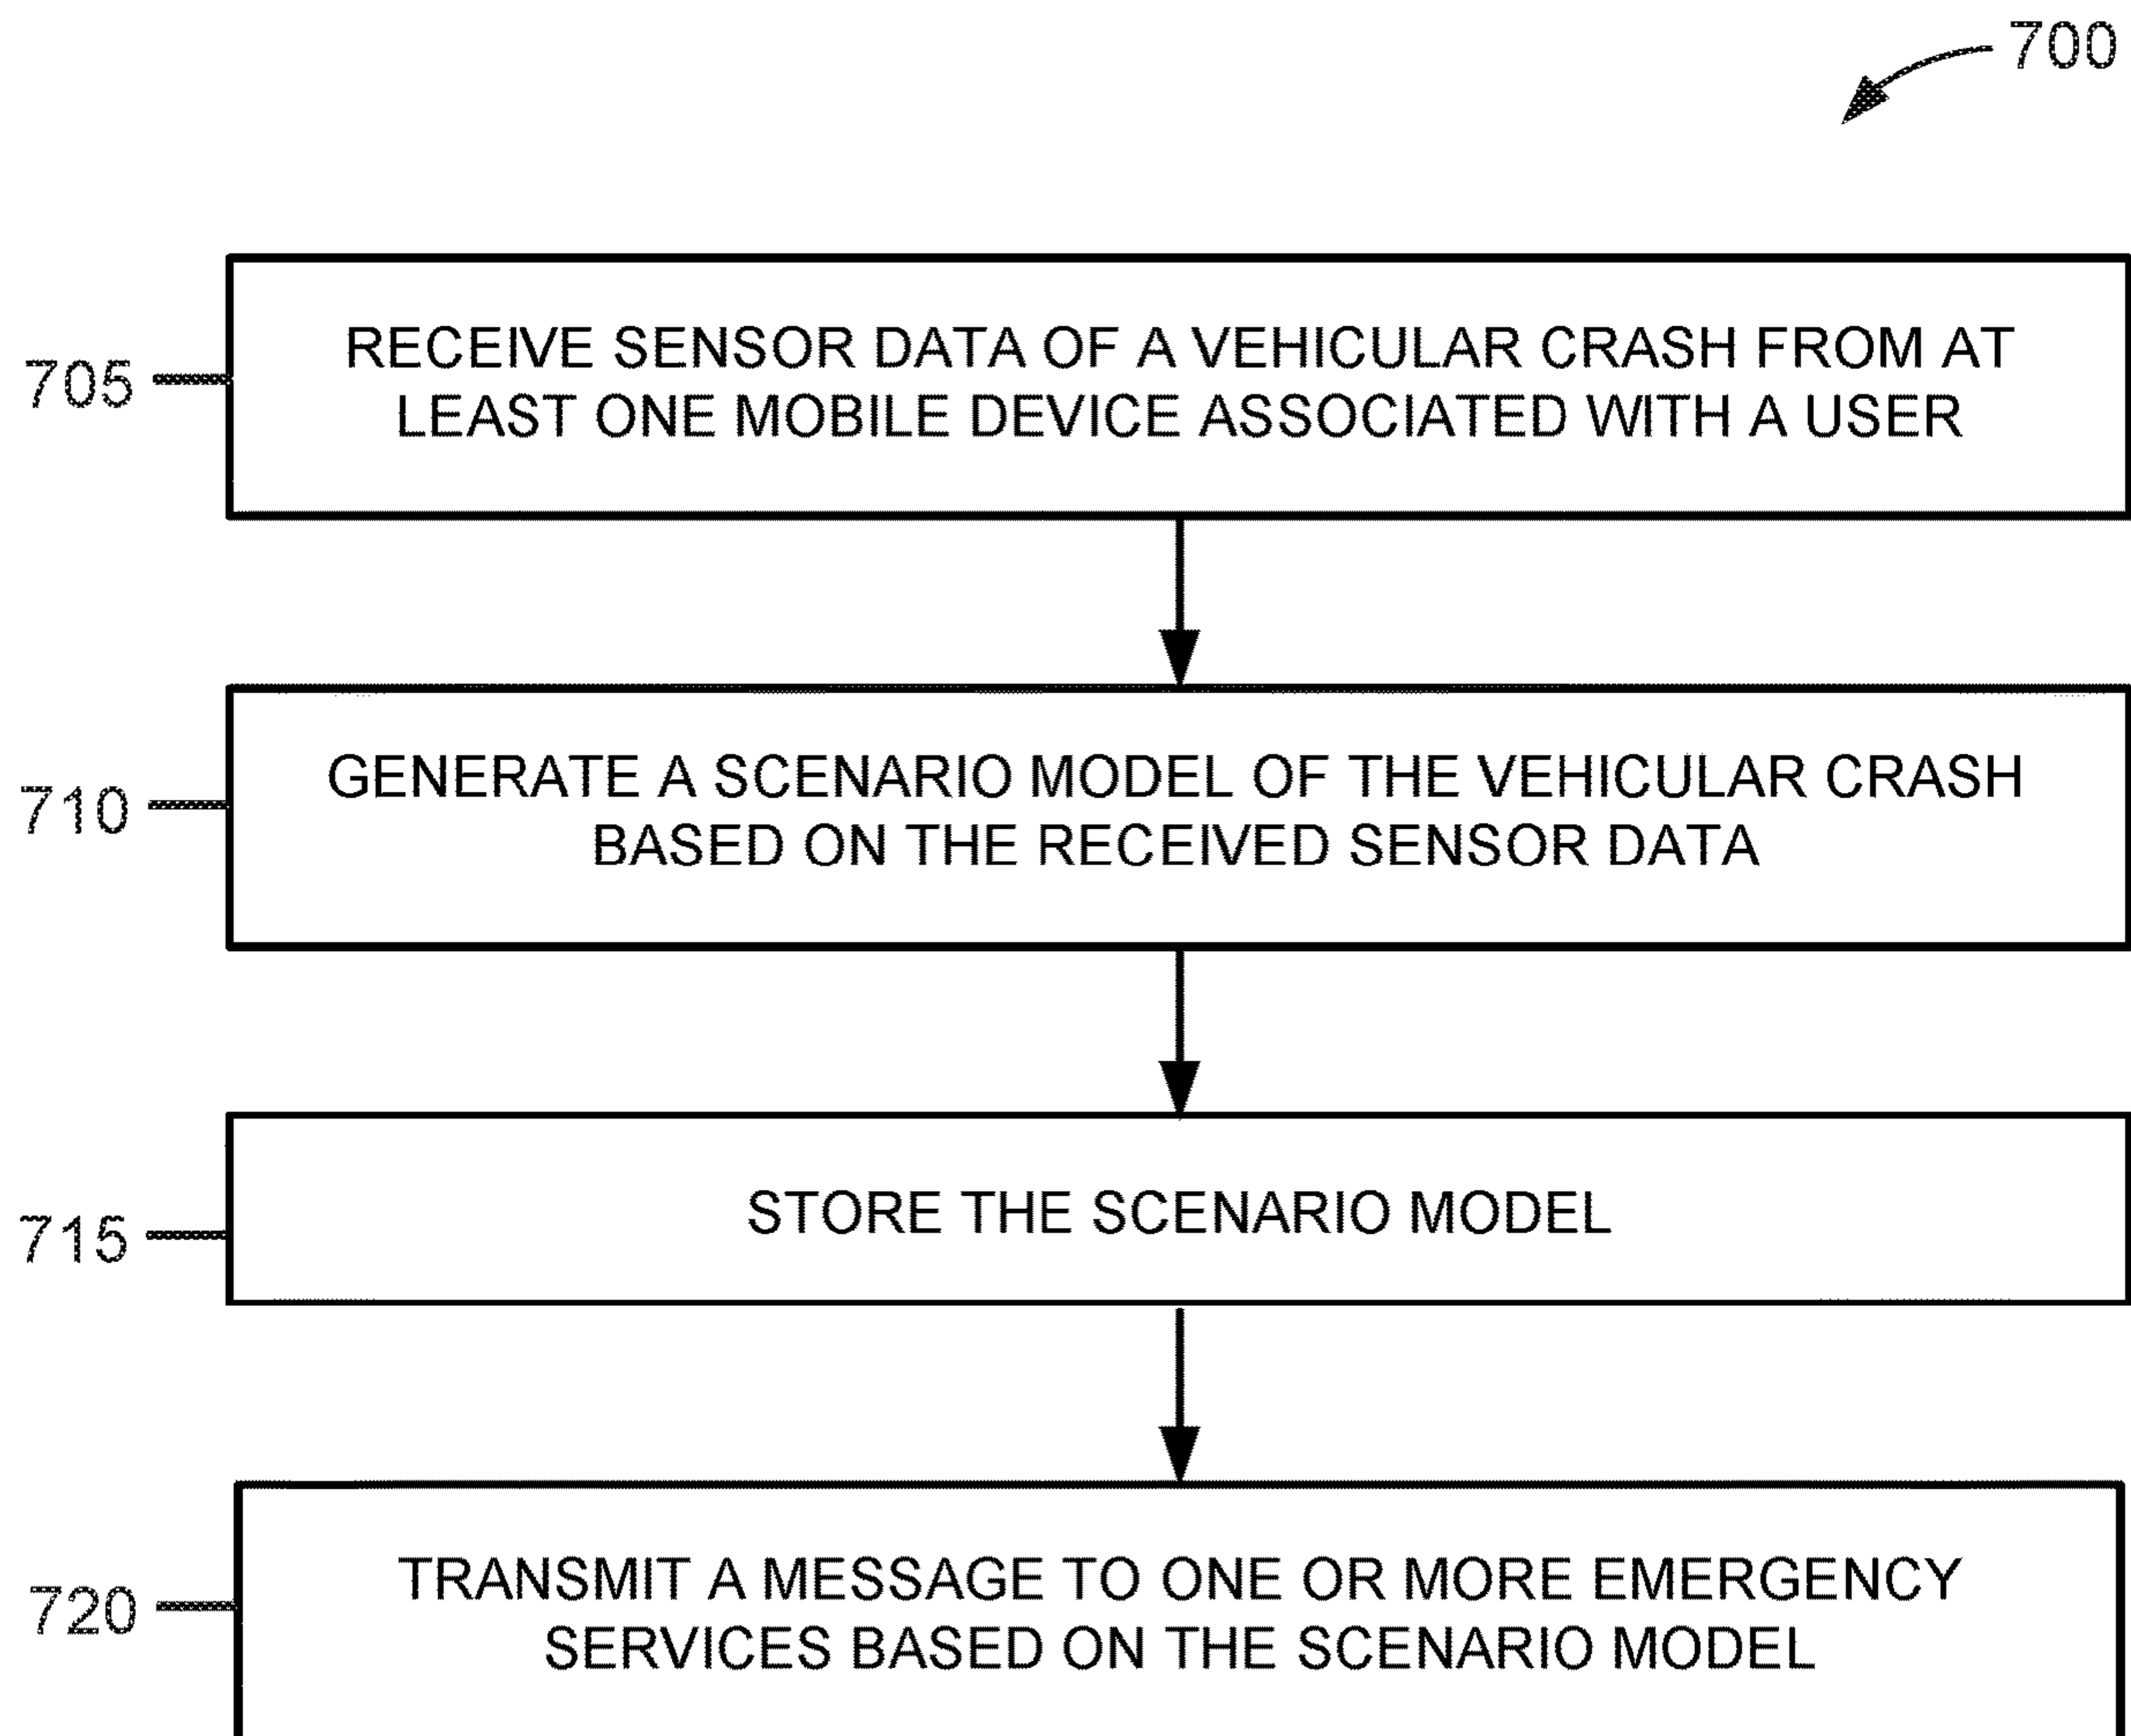 700
705
RECEIVE SENSOR DATA OF A VEHICULAR CRASH FROM AT
LEAST ONE MOBILE DEVICE ASSOCIATED WITH A USER
710
GENERATE A SCENARIO MODEL OF THE VEHICULAR CRASH
BASED ON THE RECEIVED SENSOR DATA
715
STORE THE SCENARIO MODEL
720
TRANSMIT A MESSAGE TO ONE OR MORE EMERGENCY
SERVICES BASED ON THE SCENARIO MODEL